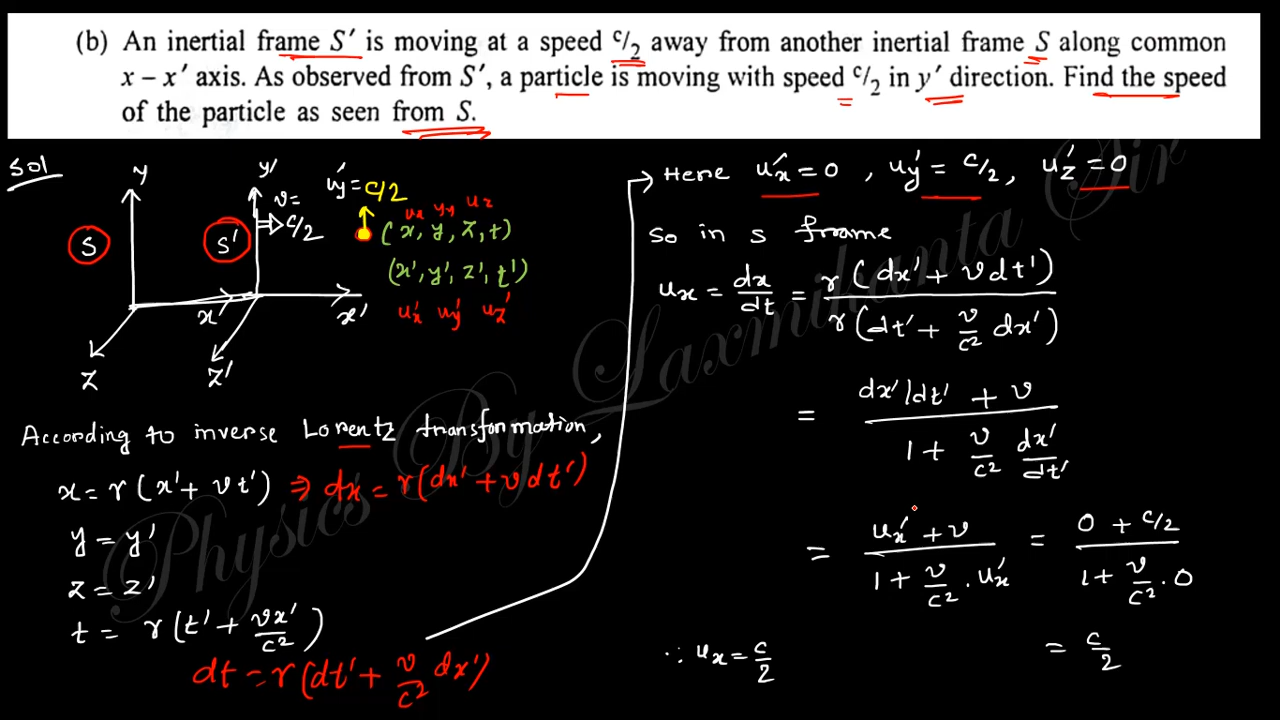 (b) An inertial frame S′ is moving at a speed c/2 away from another inertial frame S along common
x – x′ axis. As observed from S′, a particle is moving with speed c/2 in y′ direction. Find the speed
of the particle as seen from S.
Sol
y
y'
S
S'
v=
c/2
u'y = c/2
ux uy uz
(x, y, z, t)
(x', y', z', t')
u'x u'y u'z
x'
x'
z
z'
According to inverse Lorentz transformation,
x = r(x' + vt') ⇒ dx = r(dx' + vdt')
y = y'
z = z'
t = r(t' + vx'/c²)
dt = r(dt' + v/c² dx')
→ Here u'x = 0 , u'y = c/2 , u'z = 0
So in s frame
ux = dx/dt = r(dx' + vdt') / r(dt' + v/c² dx')
= dx'/dt' + v / 1 + v/c² dx'/dt'
= u'x + v / 1 + v/c² . u'x = 0 + c/2 / 1 + v/c² . 0
∴ ux = c/2 = c/2
Physics By Laxmikanta Sir